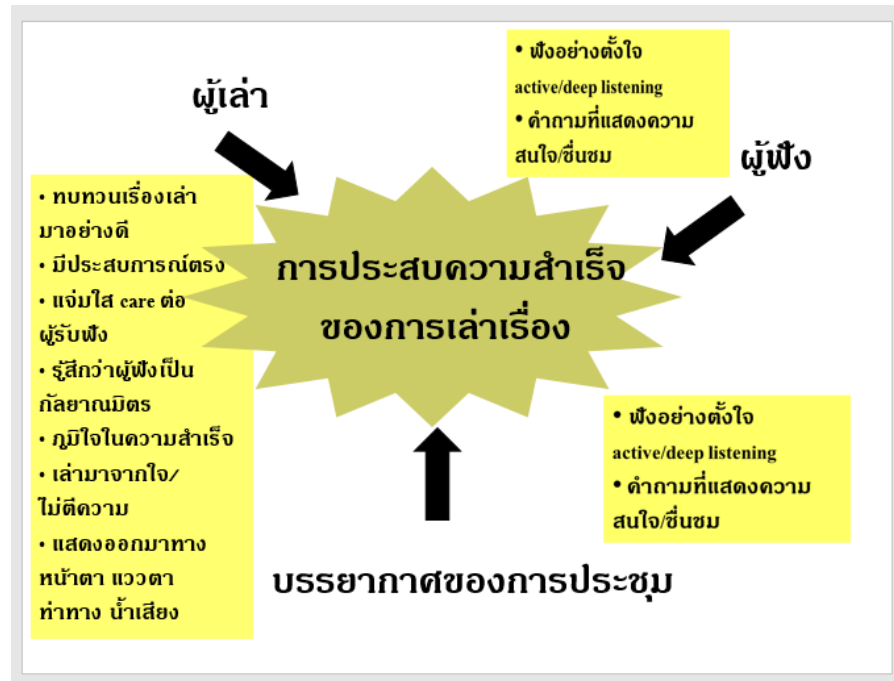 ผู้เล่า
• ทบทวนเรื่องเล่า
มาอย่างดี
• มีประสบการณ์ตรง
• แจ่มใส care ต่อ
ผู้รับฟัง
• รู้สึกว่าผู้ฟังเป็น
กัลยาณมิตร
• ภูมิใจในความสำเร็จ
• เล่ามาจากใจ/
ไม่ตีความ
• แสดงออกมาทาง
หน้าตา แววตา
ท่าทาง น้ำเสียง
• ฟังอย่างตั้งใจ
active/deep listening
• คำถามที่แสดงความ
สนใจ/ชื่นชม
ผู้ฟัง
การประสบความสำเร็จ
ของการเล่าเรื่อง
• ฟังอย่างตั้งใจ
active/deep listening
• คำถามที่แสดงความ
สนใจ/ชื่นชม
บรรยากาศของการประชุม